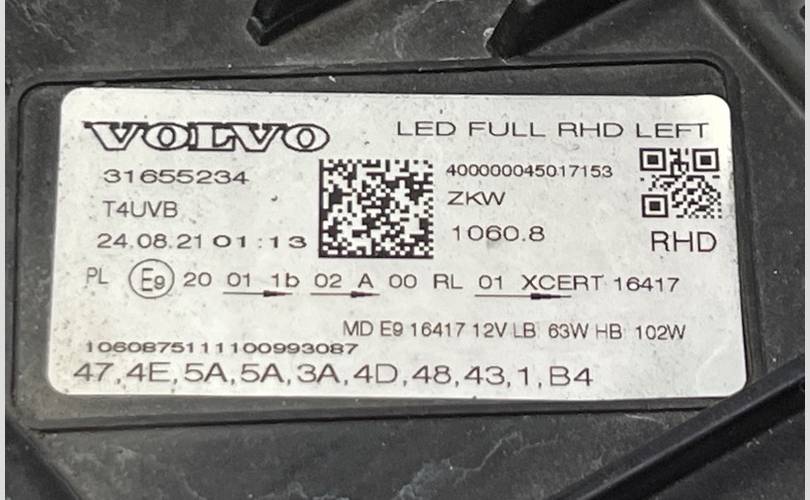 VOLVO
LED FULL RHD LEFT
31655234
400000045017153
T4UVB
ZKW
24.08.21 01:13
1060.8
RHD
PL E9 20 01 1b 02 A 00 RL 01 XCERT 16417
MD E9 16417 12V LB 63W HB 102W
1060875111100993087
47,4E,5A,5A,3A,4D,48,43,1,B4